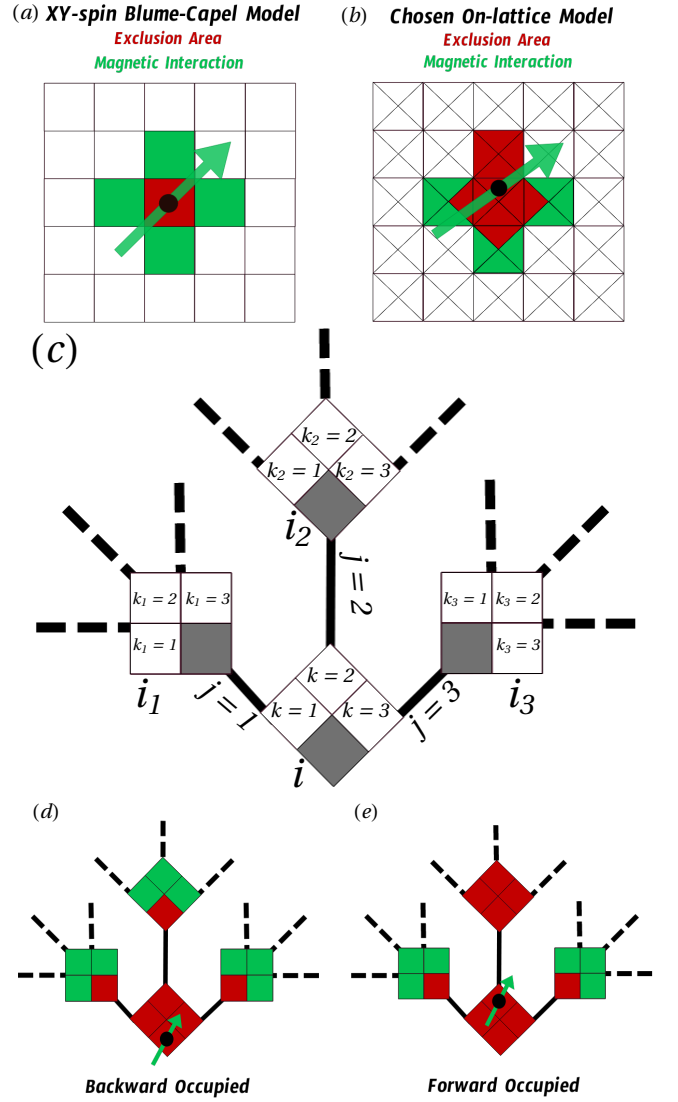 (a) XY-spin Blume-Capel Model
Exclusion Area
Magnetic Interaction
(b) Chosen On-lattice Model
Exclusion Area
Magnetic Interaction
(c)
k₂ = 2
k₂ = 1
k₂ = 3
i₂
j = 2
k₁ = 2
k₁ = 3
k₁ = 1
i₁
j = 1
k₃ = 1
k₃ = 2
k₃ = 3
i₃
j = 3
k = 2
k = 1
k = 3
i
(d)
Backward Occupied
(e)
Forward Occupied